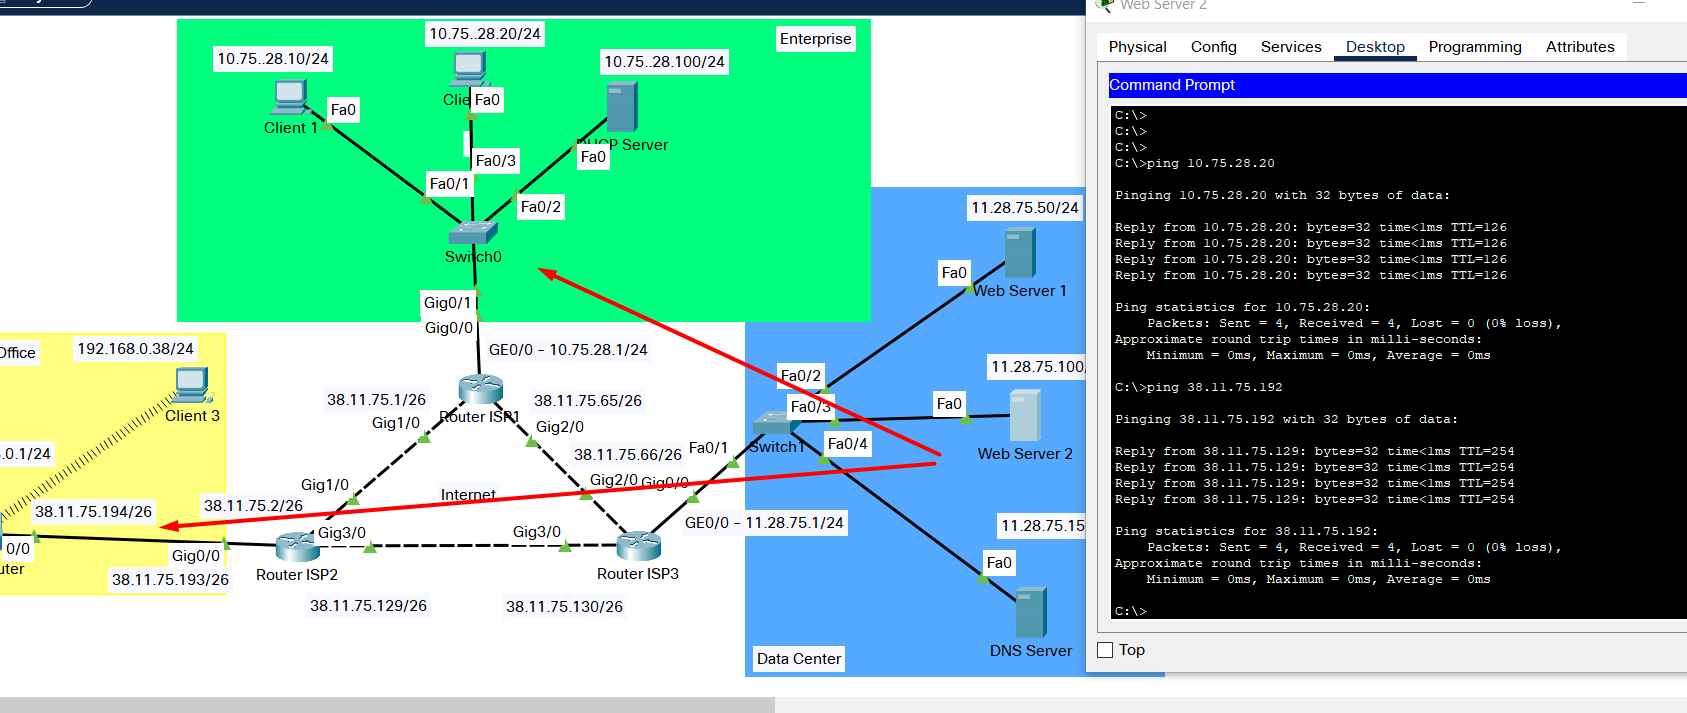 Web Server 2
Physical
Config
Services
Desktop
Programming
Attributes
Command Prompt
C:\>
C:\>
C:\>
C:\>ping 10.75.28.20
Pinging 10.75.28.20 with 32 bytes of data:
Reply from 10.75.28.20: bytes=32 time<1ms TTL=126
Reply from 10.75.28.20: bytes=32 time<1ms TTL=126
Reply from 10.75.28.20: bytes=32 time<1ms TTL=126
Reply from 10.75.28.20: bytes=32 time<1ms TTL=126
Ping statistics for 10.75.28.20:
Packets: Sent = 4, Received = 4, Lost = 0 (0% loss),
Approximate round trip times in milli-seconds:
Minimum = 0ms, Maximum = 0ms, Average = 0ms
C:\>ping 38.11.75.192
Pinging 38.11.75.192 with 32 bytes of data:
Reply from 38.11.75.129: bytes=32 time<1ms TTL=254
Reply from 38.11.75.129: bytes=32 time<1ms TTL=254
Reply from 38.11.75.129: bytes=32 time<1ms TTL=254
Reply from 38.11.75.129: bytes=32 time<1ms TTL=254
Ping statistics for 38.11.75.192:
Packets: Sent = 4, Received = 4, Lost = 0 (0% loss),
Approximate round trip times in milli-seconds:
Minimum = 0ms, Maximum = 0ms, Average = 0ms
C:\>
Top
10.75..28.20/24
Enterprise
10.75..28.10/24
10.75..28.100/24
Clie
Fa0
Fa0
Client 1
DHCP Server
Fa0
Fa0/3
Fa0/1
Fa0/2
Switch0
Gig0/1
Gig0/0
GE0/0 - 10.75.28.1/24
11.28.75.50/24
Fa0
Web Server 1
Office
192.168.0.38/24
Client 3
.0.1/24
38.11.75.194/26
0/0
uter
Gig0/0
38.11.75.193/26
38.11.75.1/26
Gig1/0
Router ISP1
38.11.75.65/26
Gig2/0
38.11.75.66/26
Fa0/1
Gig2/0
Gig0/0
Gig1/0
Internet
38.11.75.2/26
Gig3/0
Gig3/0
Router ISP2
Router ISP3
38.11.75.129/26
38.11.75.130/26
GE0/0 - 11.28.75.1/24
Fa0/2
Fa0/3
Switch1
Fa0/4
11.28.75.100/
Fa0
Web Server 2
11.28.75.15
Fa0
DNS Server
Data Center